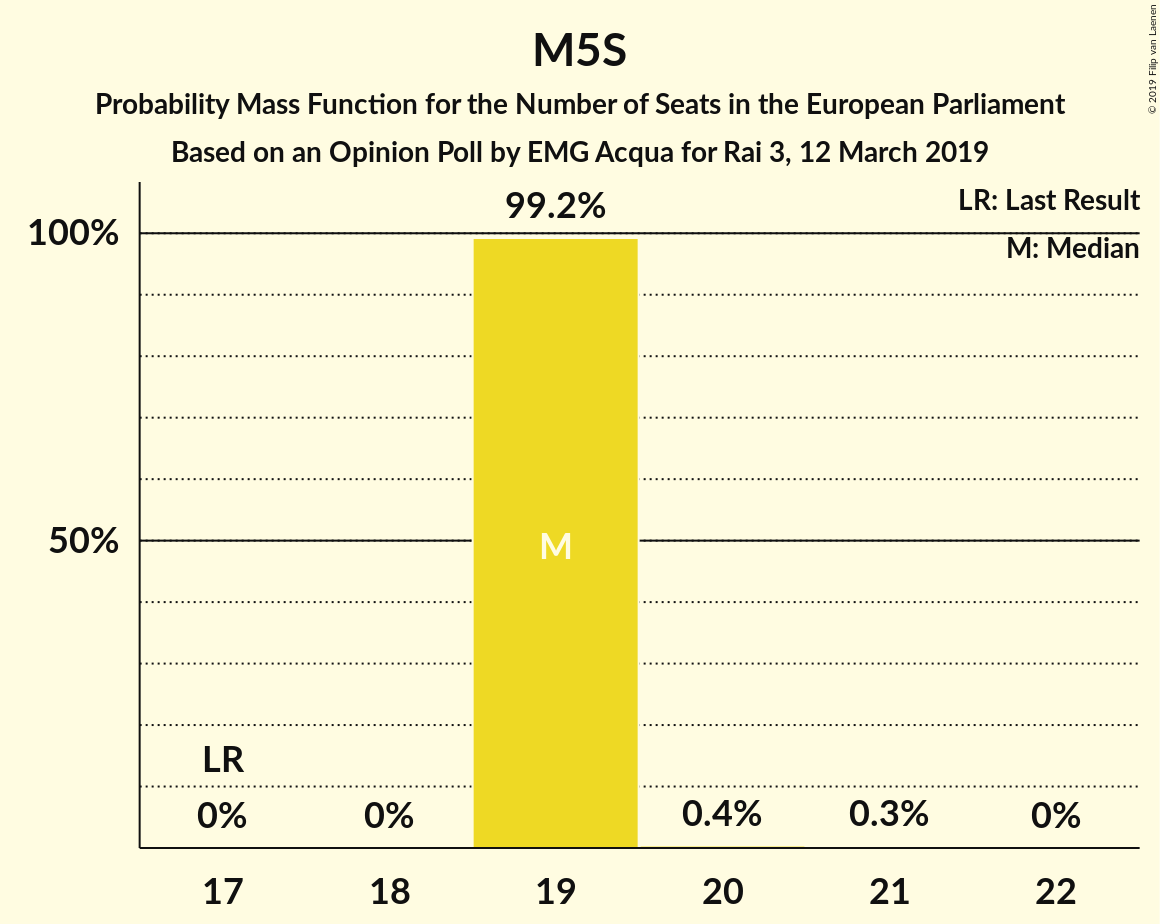 M5S
Probability Mass Function for the Number of Seats in the European Parliament
Based on an Opinion Poll by EMG Acqua for Rai 3, 12 March 2019
© 2019 Filip van Laenen
LR: Last Result
M: Median
99.2%
100%
50%
M
LR
0%
0%
0.4%
0.3%
0%
17
18
19
20
21
22